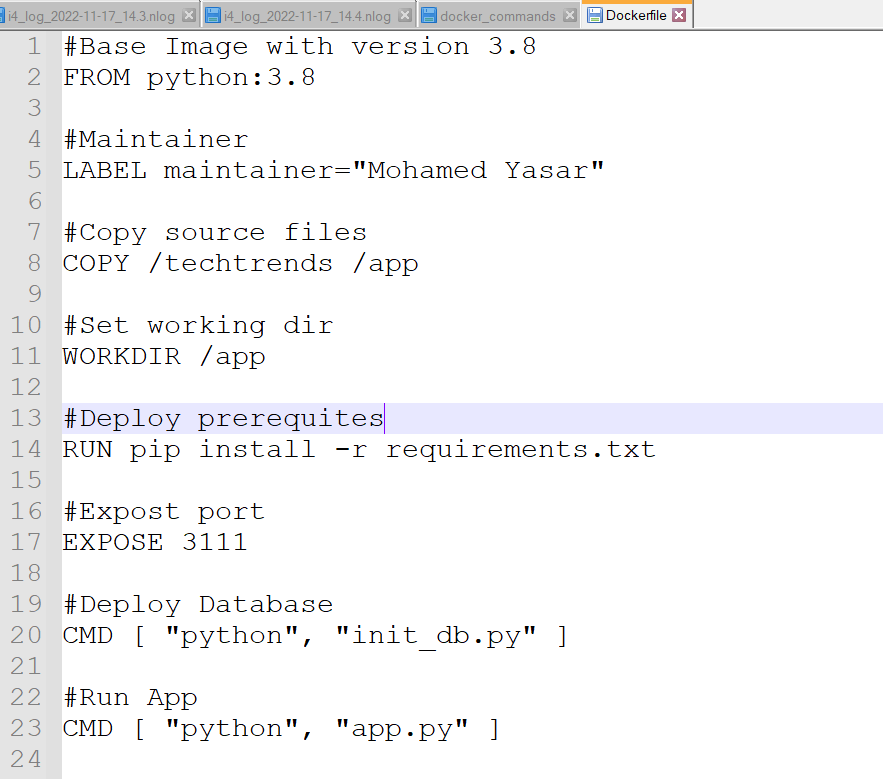 i4_log_2022-11-17_14.3.nlog i4_log_2022-11-17_14.4.nlog docker_commands Dockerfile
1 #Base Image with version 3.8
2 FROM python:3.8
3
4 #Maintainer
5 LABEL maintainer="Mohamed Yasar"
6
7 #Copy source files
8 COPY /techtrends /app
9
10 #Set working dir
11 WORKDIR /app
12
13 #Deploy prerequites
14 RUN pip install -r requirements.txt
15
16 #Expost port
17 EXPOSE 3111
18
19 #Deploy Database
20 CMD [ "python", "init_db.py" ]
21
22 #Run App
23 CMD [ "python", "app.py" ]
24